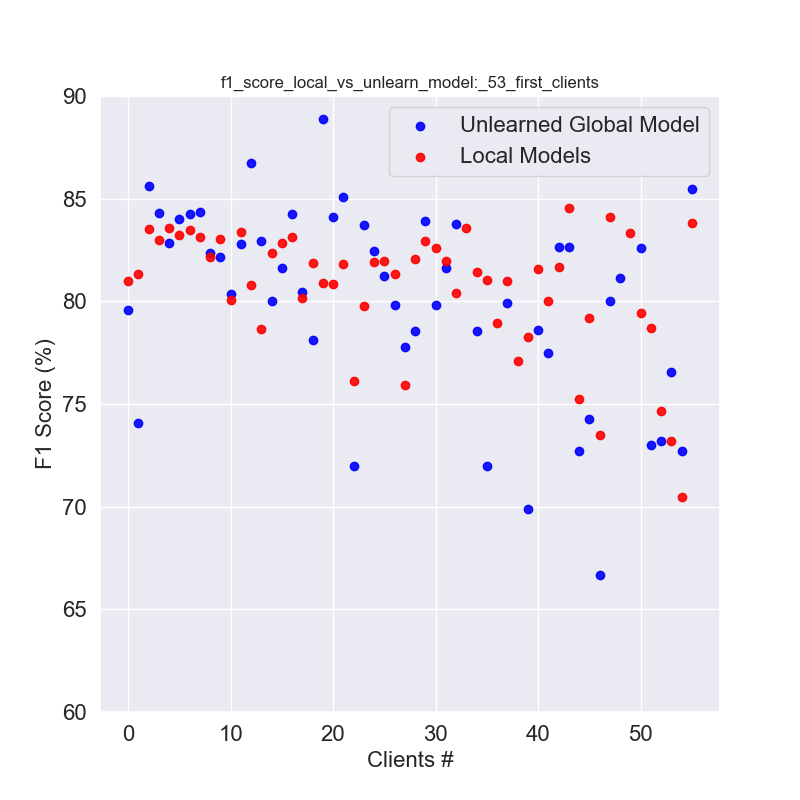 f1_score_local_vs_unlearn_model:_53_first_clients
Unlearned Global Model
Local Models
90
85
80
75
70
65
60
F1 Score (%)
0 10 20 30 40 50
Clients #